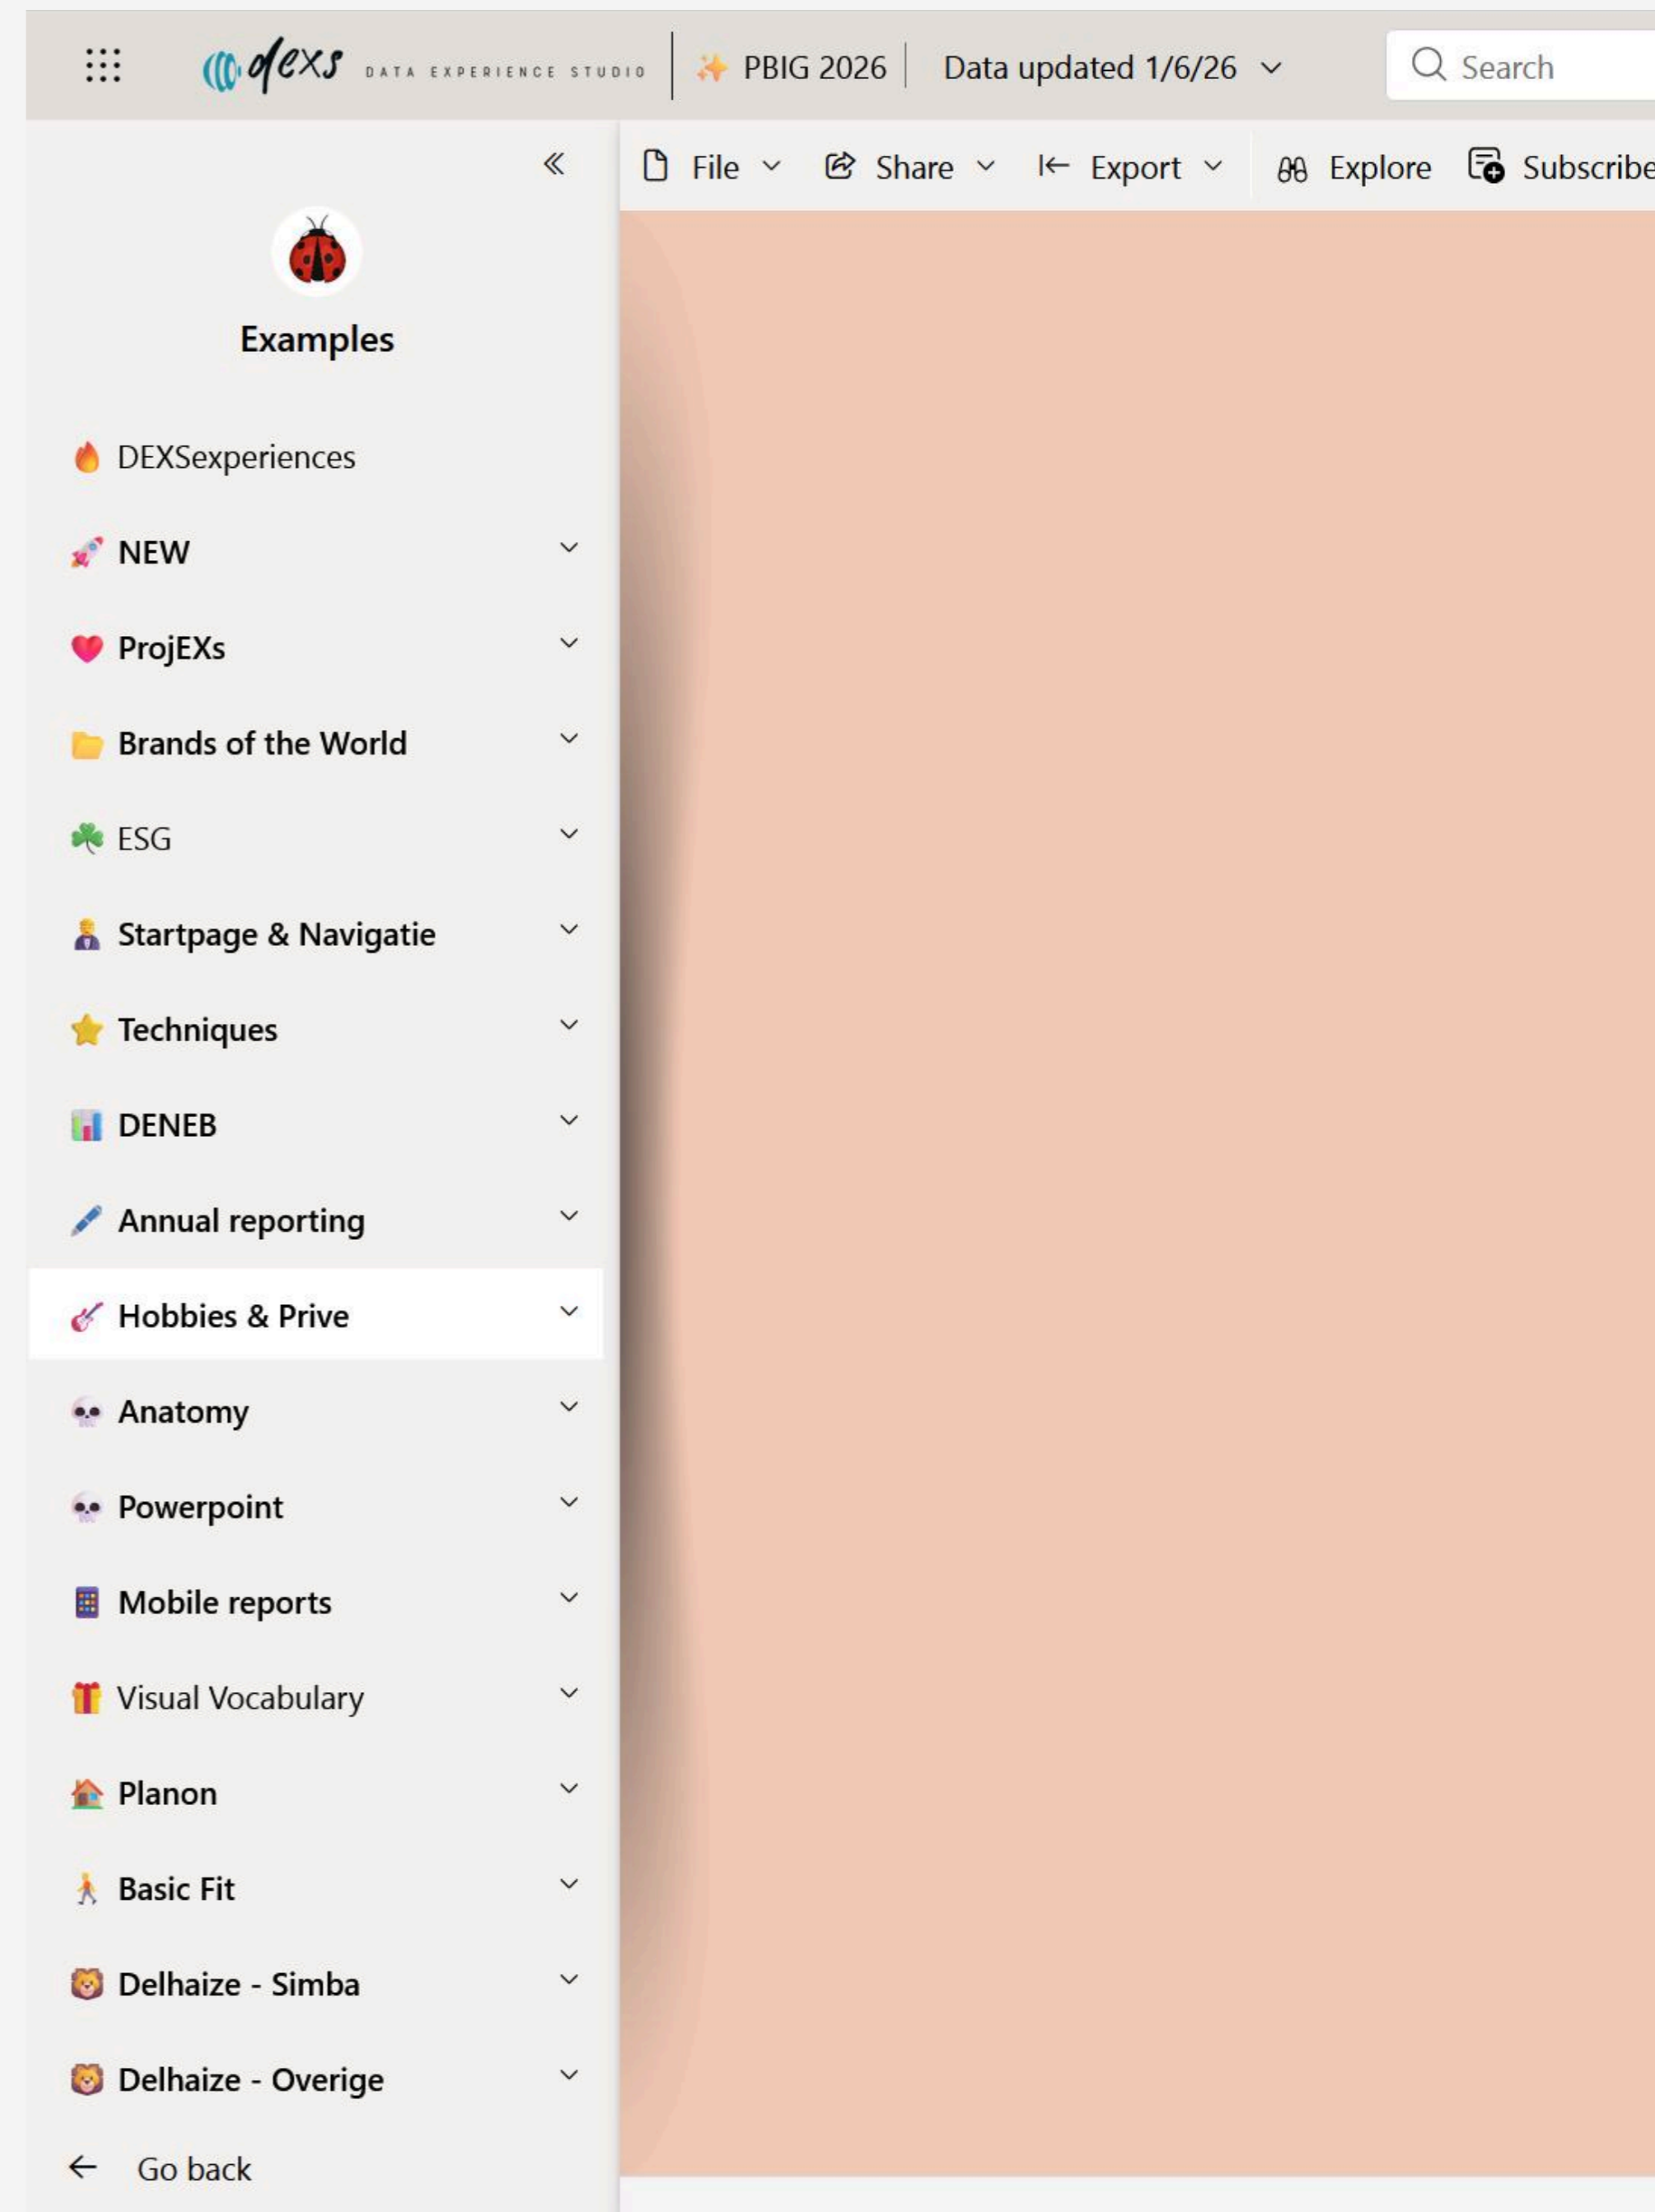 dexs DATA EXPERIENCE STUDIO PBIG 2026 Data updated 1/6/26 Search
File Share Export Explore Subscribe
Examples
DEXSexperiences
NEW
ProjEXs
Brands of the World
ESG
Startpage & Navigatie
Techniques
DENEB
Annual reporting
Hobbies & Prive
Anatomy
Powerpoint
Mobile reports
Visual Vocabulary
Planon
Basic Fit
Delhaize - Simba
Delhaize - Overige
Go back